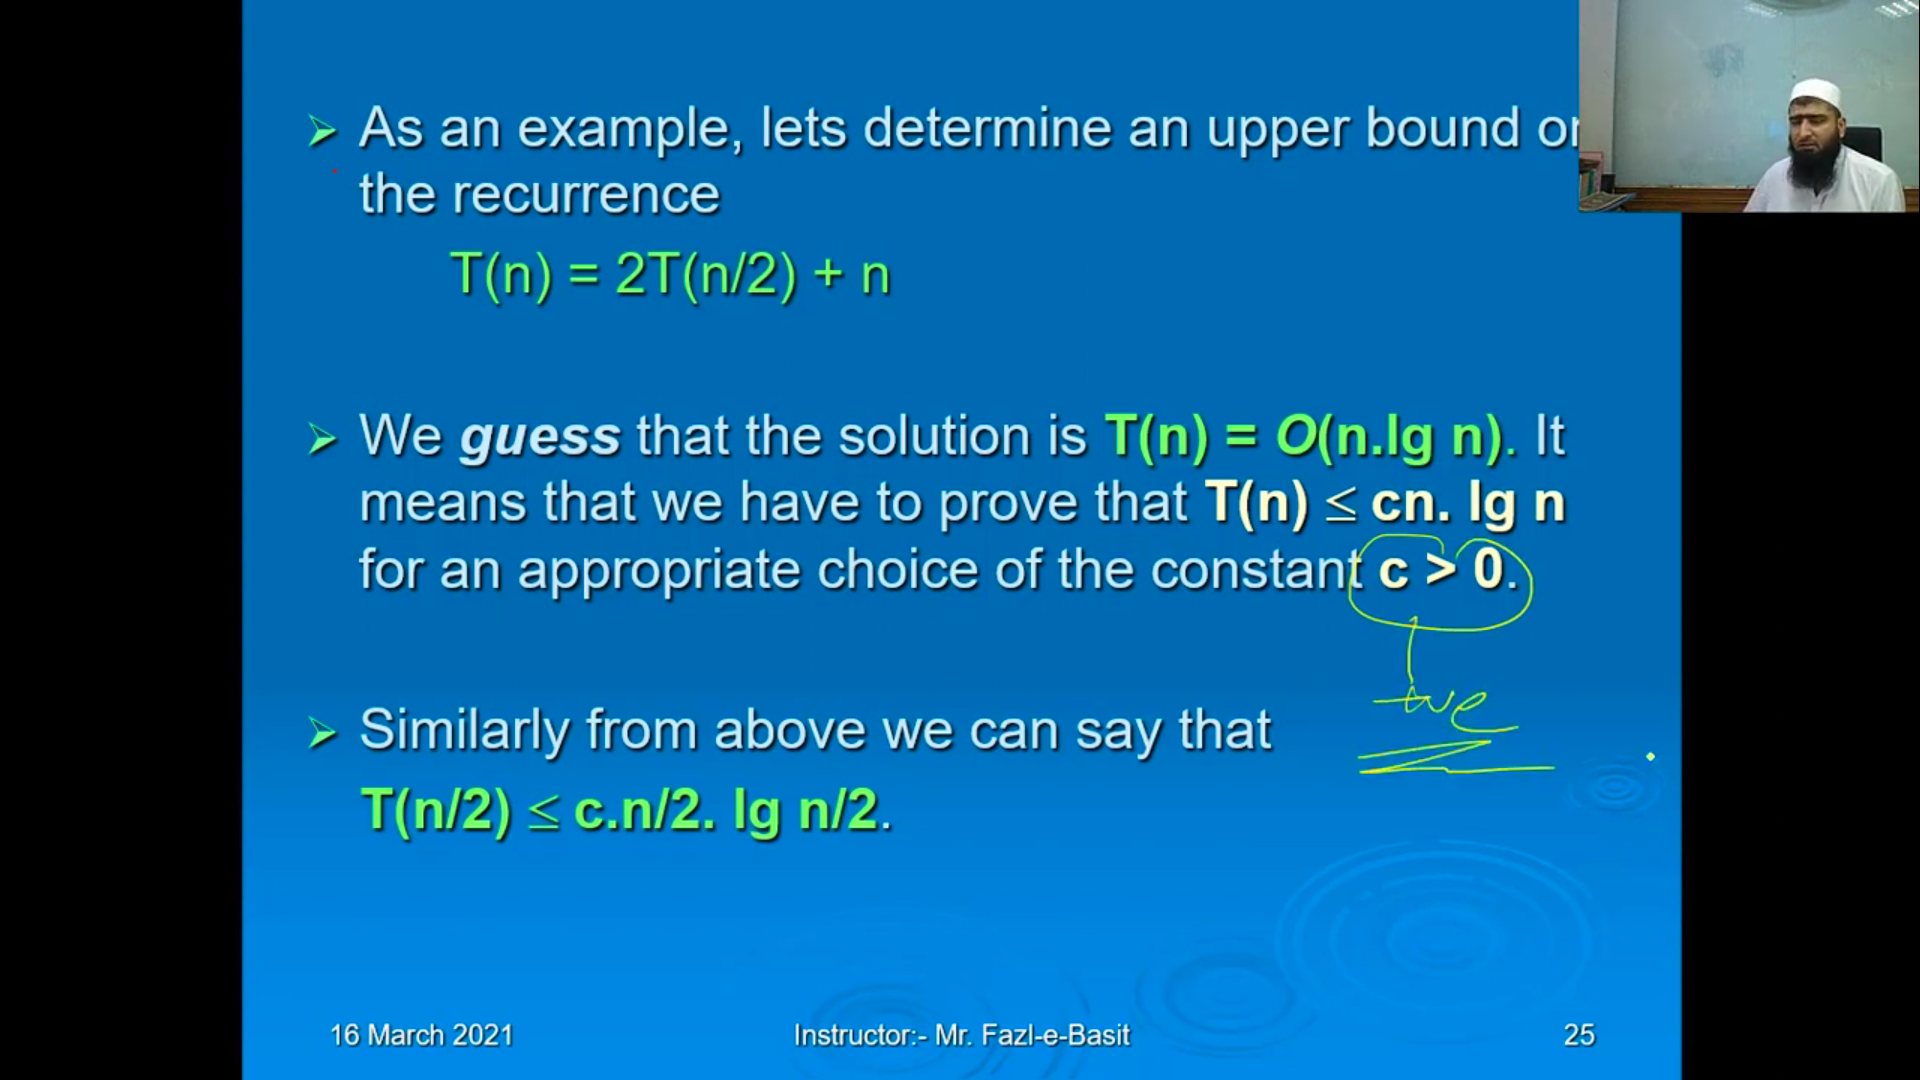 As an example, lets determine an upper bound on
the recurrence
T(n) = 2T(n/2) + n
We guess that the solution is T(n) = O(n.lg n). It
means that we have to prove that T(n) ≤ cn. lg n
for an appropriate choice of the constant c > 0.
+ve
Similarly from above we can say that
T(n/2) ≤ c.n/2. lg n/2.
16 March 2021
Instructor:- Mr. Fazl-e-Basit
25